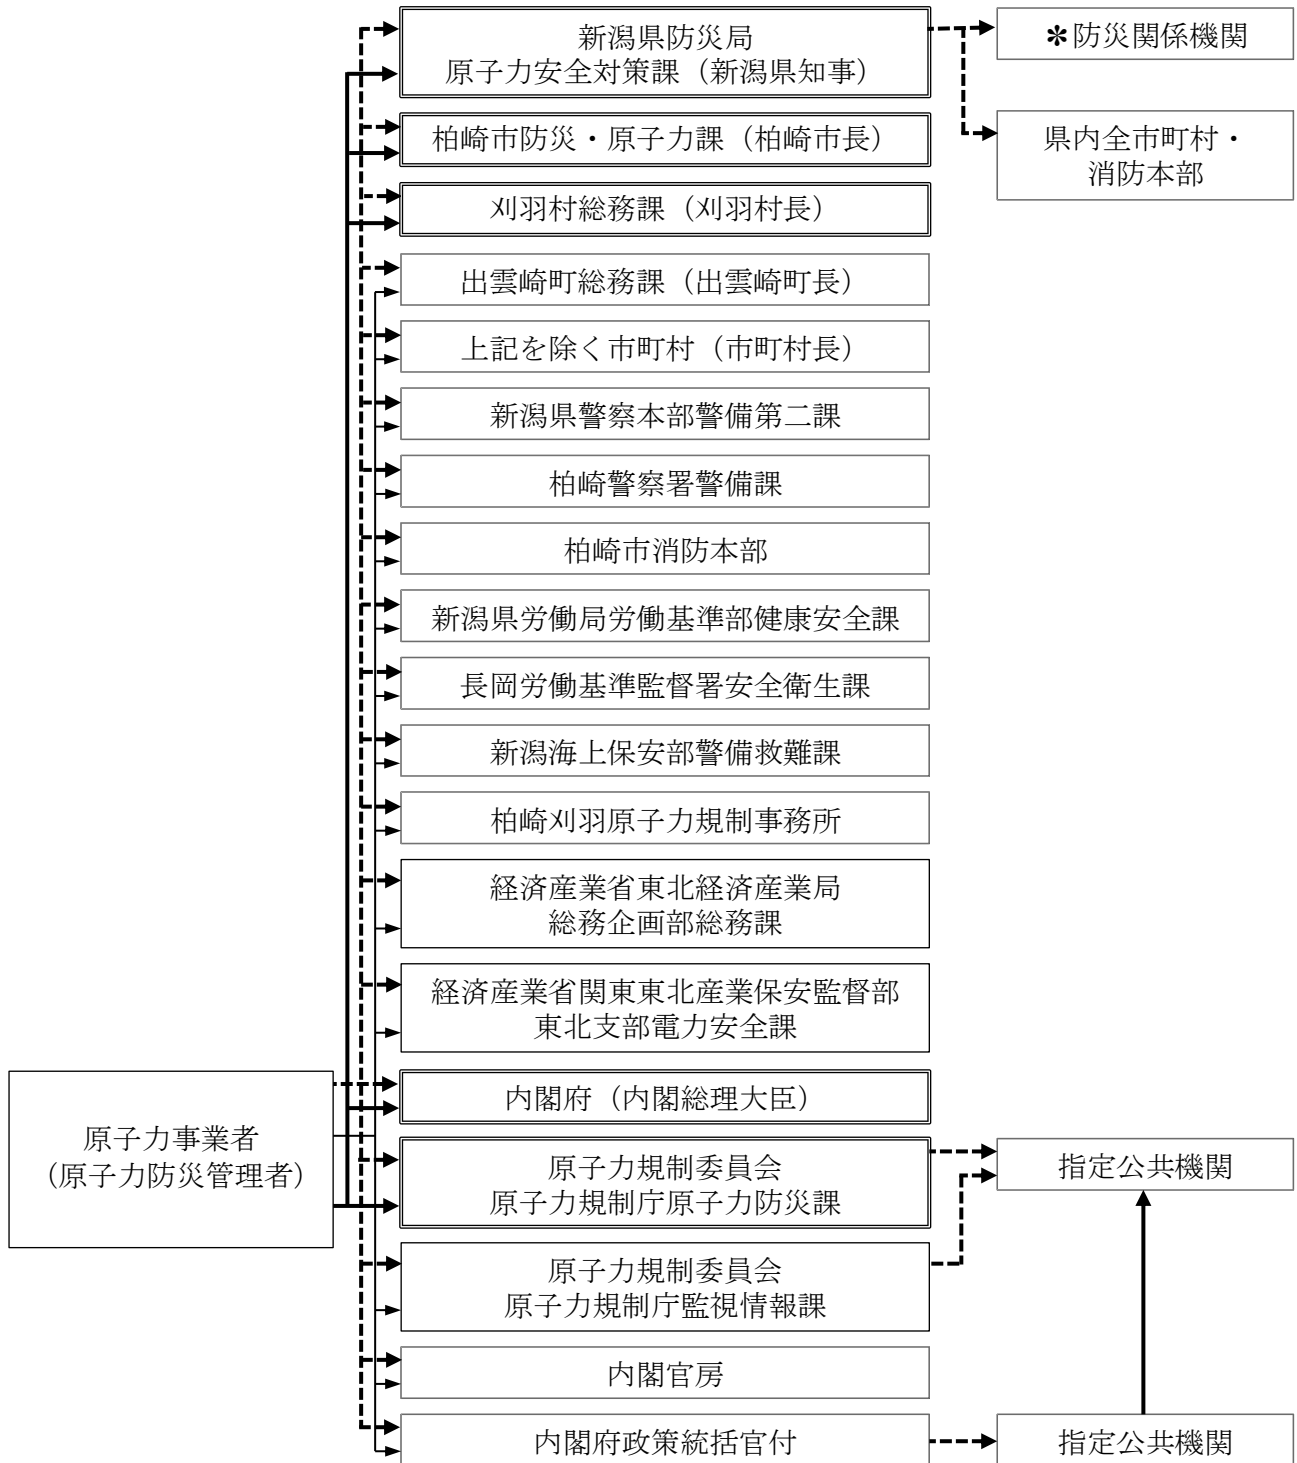 新潟県防災局
原子力安全対策課（新潟県知事）
＊防災関係機関
県内全市町村・
消防本部
柏崎市防災・原子力課（柏崎市長）
刈羽村総務課（刈羽村長）
出雲崎町総務課（出雲崎町長）
上記を除く市町村（市町村長）
新潟県警察本部警備第二課
柏崎警察署警備課
柏崎市消防本部
新潟県労働局労働基準部健康安全課
長岡労働基準監督署安全衛生課
新潟海上保安部警備救難課
柏崎刈羽原子力規制事務所
経済産業省東北経済産業局
総務企画部総務課
経済産業省関東東北産業保安監督部
東北支部電力安全課
原子力事業者
（原子力防災管理者）
内閣府（内閣総理大臣）
原子力規制委員会
原子力規制庁原子力防災課
指定公共機関
原子力規制委員会
原子力規制庁監視情報課
内閣官房
内閣府政策統括官付
指定公共機関